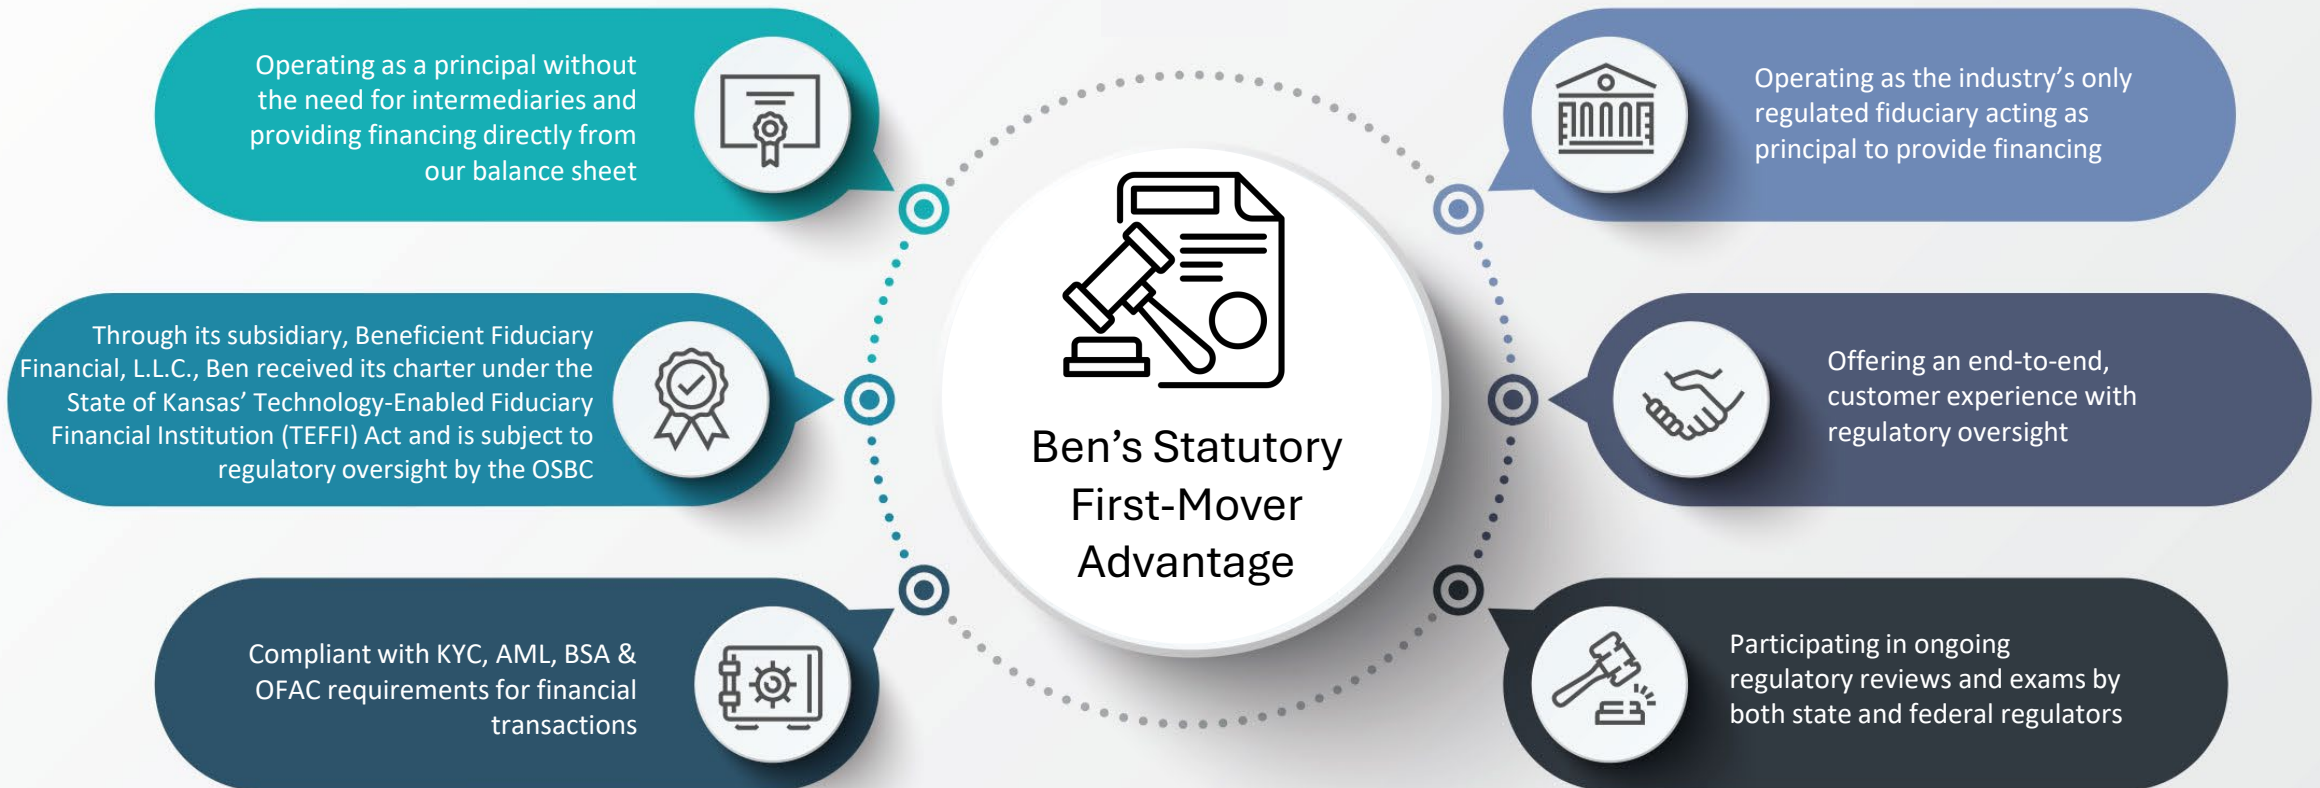 Operating as a principal without
the need for intermediaries and
providing financing directly from
our balance sheet
Through its subsidiary, Beneficient Fiduciary
Financial, L.L.C., Ben received its charter under the
State of Kansas’ Technology-Enabled Fiduciary
Financial Institution (TEFFI) Act and is subject to
regulatory oversight by the OSBC
Compliant with KYC, AML, BSA &
OFAC requirements for financial
transactions
Ben’s Statutory
First-Mover
Advantage
Operating as the industry’s only
regulated fiduciary acting as
principal to provide financing
Offering an end-to-end,
customer experience with
regulatory oversight
Participating in ongoing
regulatory reviews and exams by
both state and federal regulators